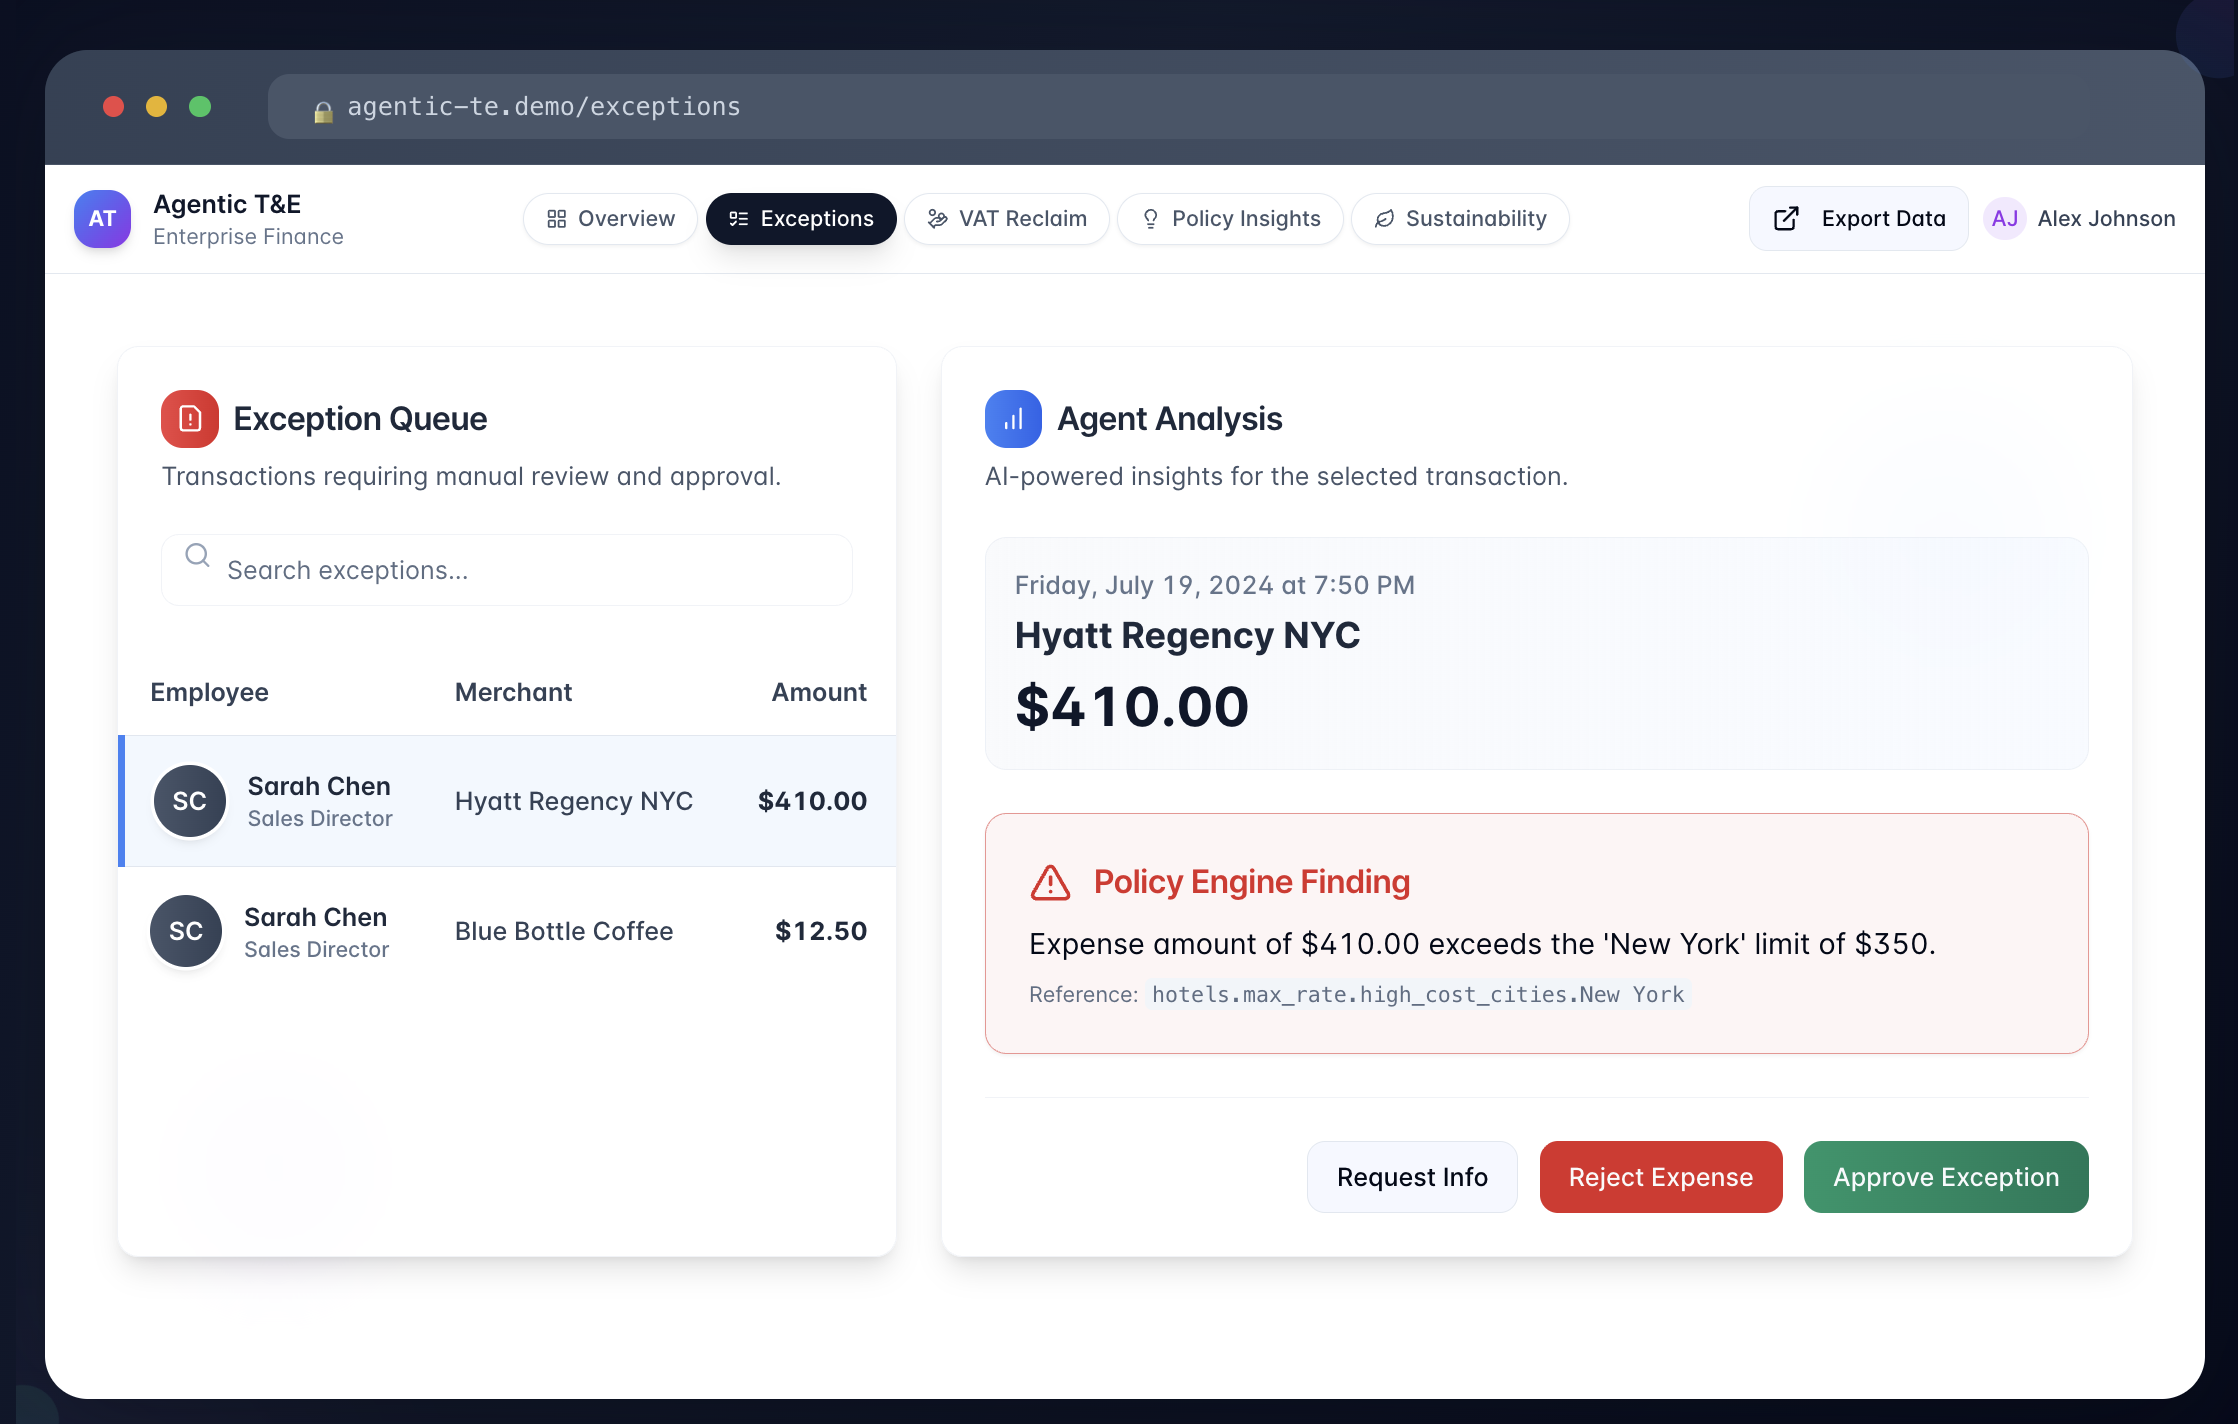 agentic-te.demo/exceptions
AT
Agentic T&E
Enterprise Finance
Overview
Exceptions
VAT Reclaim
Policy Insights
Sustainability
Export Data
AJ
Alex Johnson
Exception Queue
Transactions requiring manual review and approval.
Search exceptions...
Employee Merchant Amount
SC
Sarah Chen
Sales Director
Hyatt Regency NYC
$410.00
SC
Sarah Chen
Sales Director
Blue Bottle Coffee
$12.50
Agent Analysis
AI-powered insights for the selected transaction.
Friday, July 19, 2024 at 7:50 PM
Hyatt Regency NYC
$410.00
Policy Engine Finding
Expense amount of $410.00 exceeds the 'New York' limit of $350.
Reference: hotels.max_rate.high_cost_cities.New York
Request Info
Reject Expense
Approve Exception